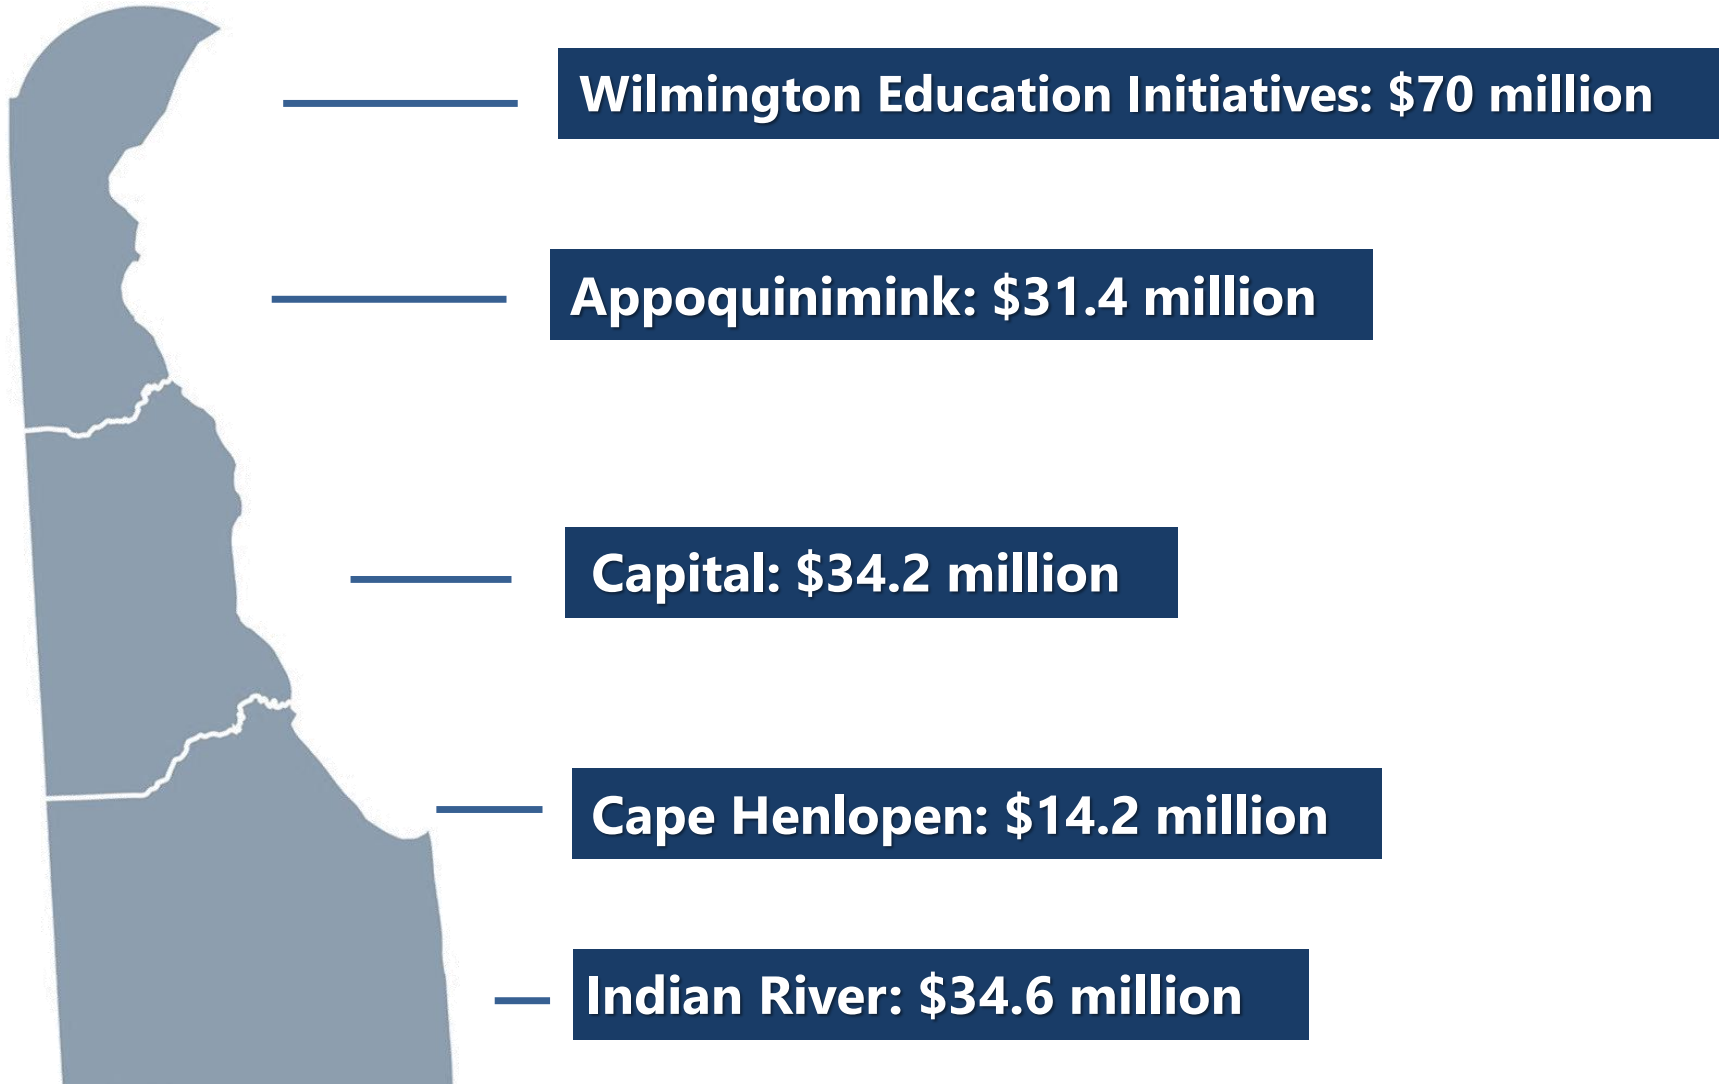 Wilmington Education Initiatives: $70 million
Appoquinimink: $31.4 million
Capital: $34.2 million
Cape Henlopen: $14.2 million
Indian River: $34.6 million